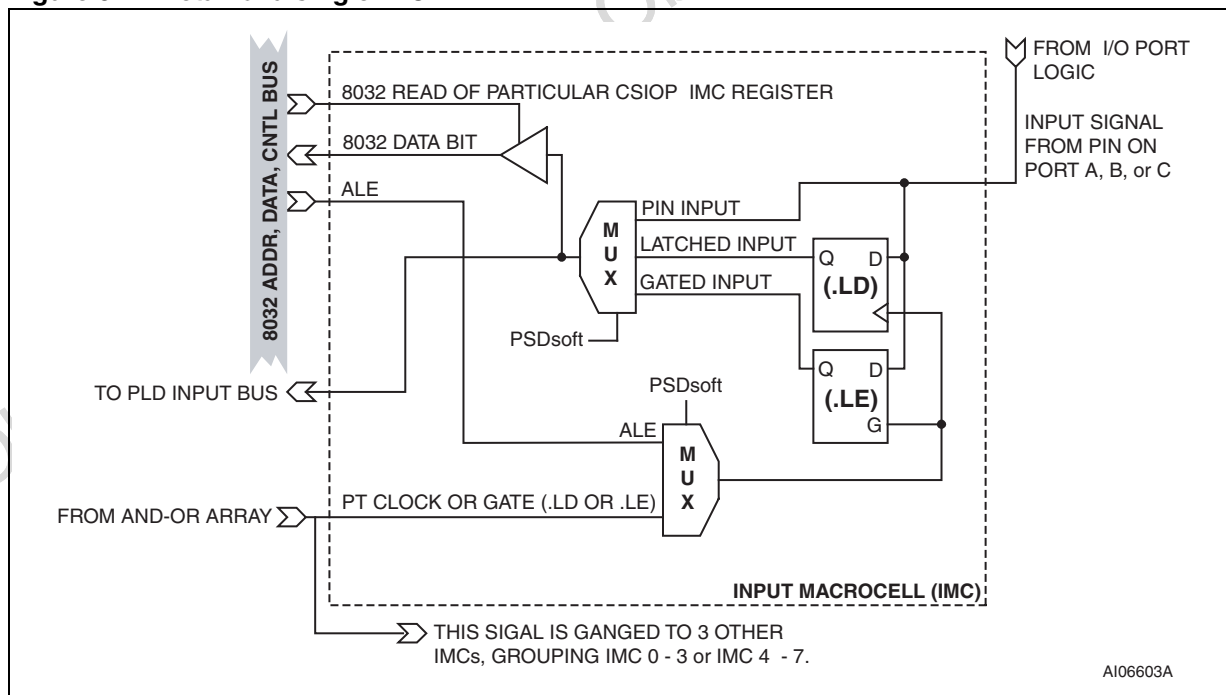 8032 ADDR, DATA, CNTL BUS
8032 READ OF PARTICULAR CSIOP IMC REGISTER
8032 DATA BIT
ALE
FROM I/O PORT
LOGIC
INPUT SIGNAL
FROM PIN ON
PORT A, B, or C
PIN INPUT
LATCHED INPUT
GATED INPUT
MUX
PSDsoft
Q D
(.LD)
Q D
(.LE)
G
TO PLD INPUT BUS
PSDsoft
ALE
MUX
PT CLOCK OR GATE (.LD OR .LE)
FROM AND-OR ARRAY
INPUT MACROCELL (IMC)
THIS SIGAL IS GANGED TO 3 OTHER
IMCs, GROUPING IMC 0 - 3 or IMC 4 - 7.
AI06603A